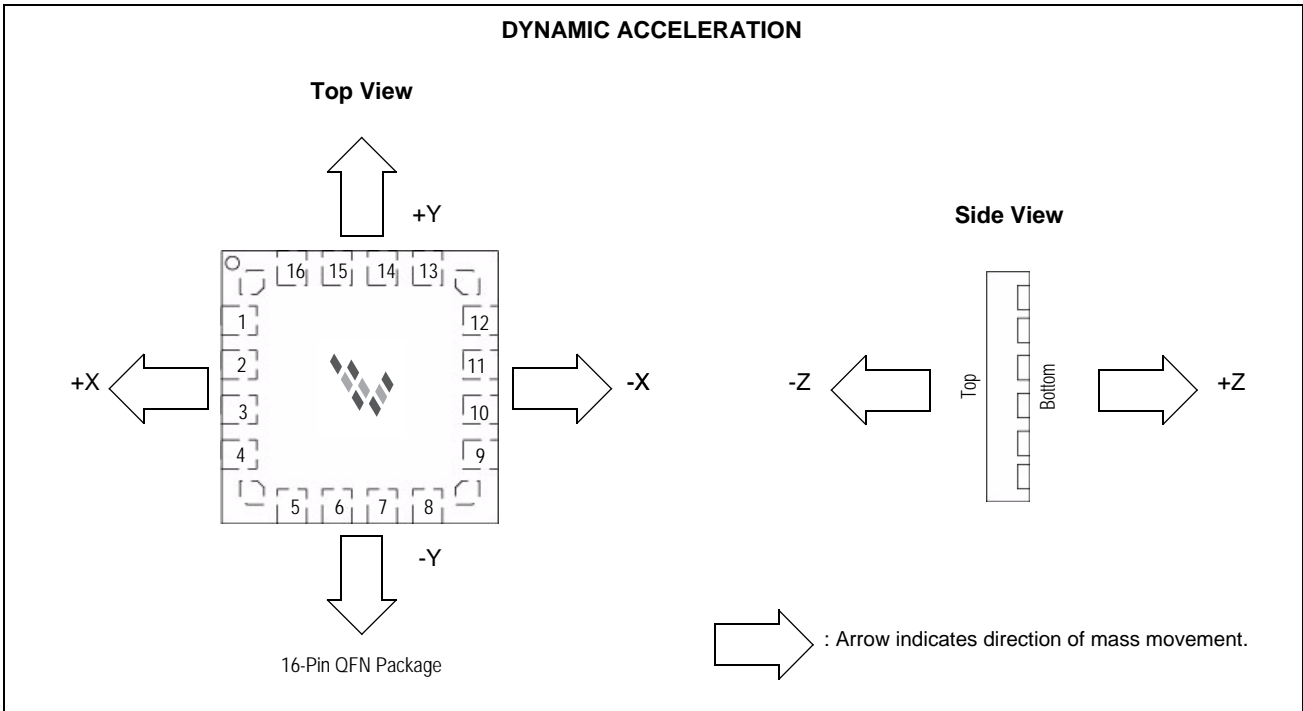 DYNAMIC ACCELERATION
Top View
+Y
Side View
16 15 14 13
1 12
2 11
3 10
4 9
5 6 7 8
+X
-X
-Z
Top
Bottom
+Z
-Y
16-Pin QFN Package
: Arrow indicates direction of mass movement.